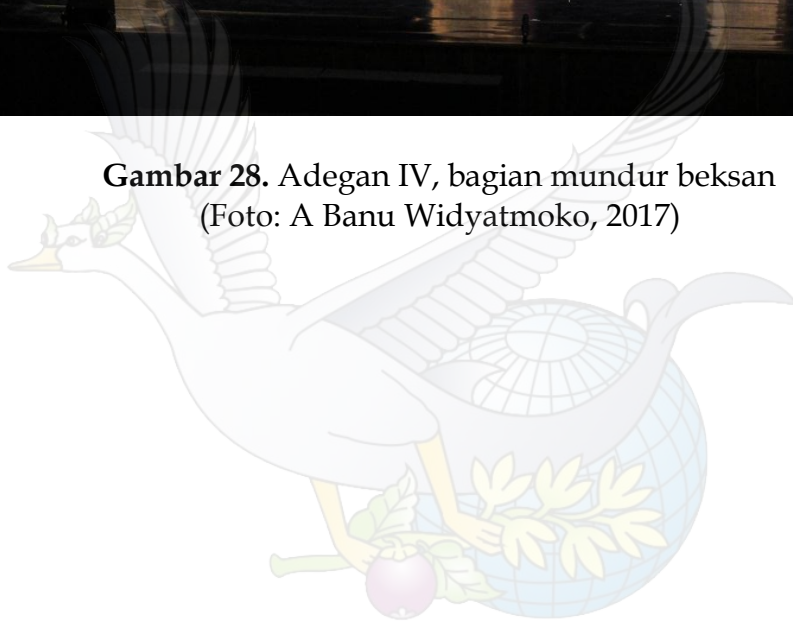 Gambar 28. Adegan IV, bagian mundur beksan
(Foto: A Banu Widyatmoko, 2017)